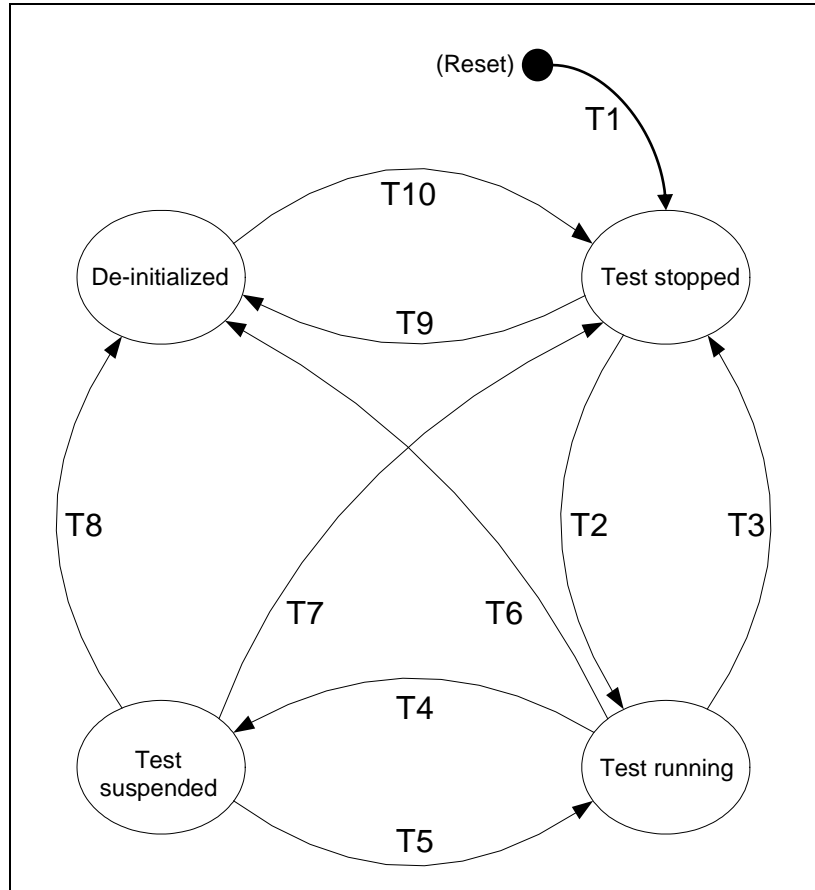 (Reset)
T1
T10
De-initialized
Test stopped
T9
T8
T2
T3
T7
T6
T4
Test
suspended
Test running
T5